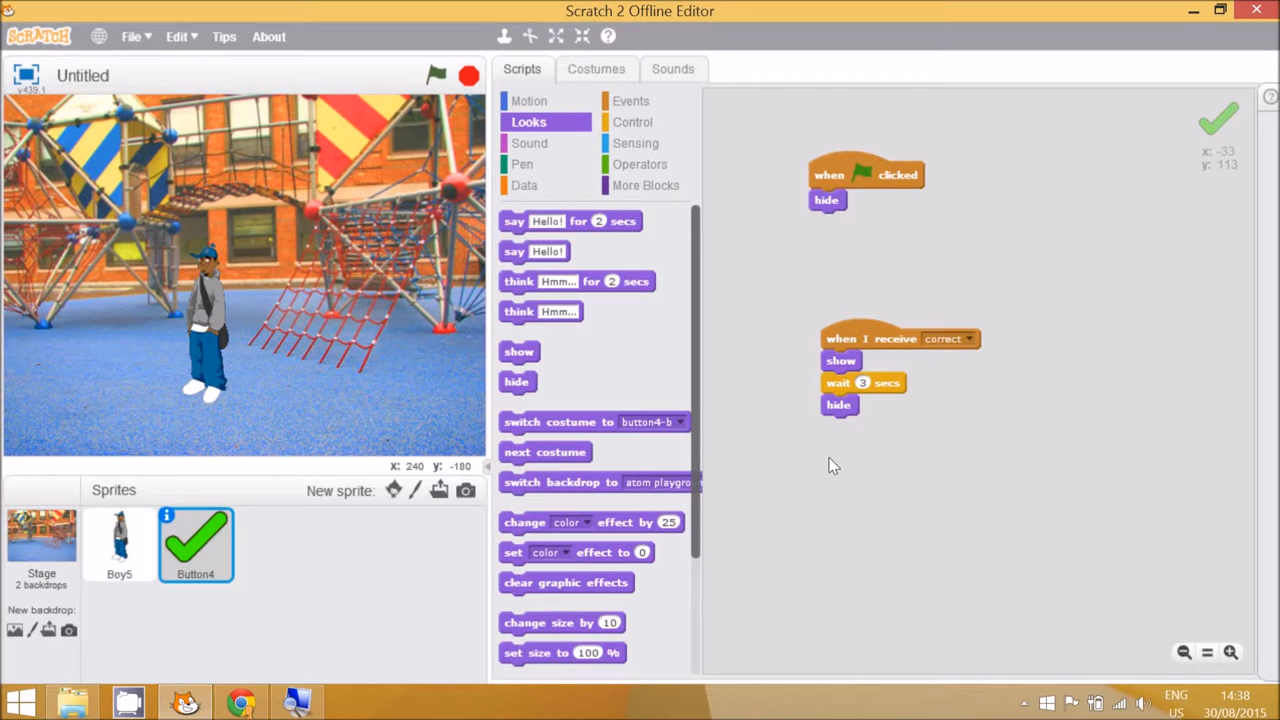 Scratch 2 Offline Editor
SCRATCH File Edit Tips About
v439.1 Untitled
Scripts Costumes Sounds
Motion Events
Looks Control
Sound Sensing
Pen Operators
Data More Blocks
say Hello! for 2 secs
say Hello!
think Hmm... for 2 secs
think Hmm...
show
hide
switch costume to button4-b
next costume
switch backdrop to atom playgrou
change color effect by 25
set color effect to 0
clear graphic effects
change size by 10
set size to 100 %
when clicked
hide
when I receive correct
show
wait 3 secs
hide
x: -33
y: 113
x: 240 y: -180
Sprites New sprite:
Stage
2 backdrops
New backdrop:
Boy5
Button4
ENG
US
14:38
30/08/2015